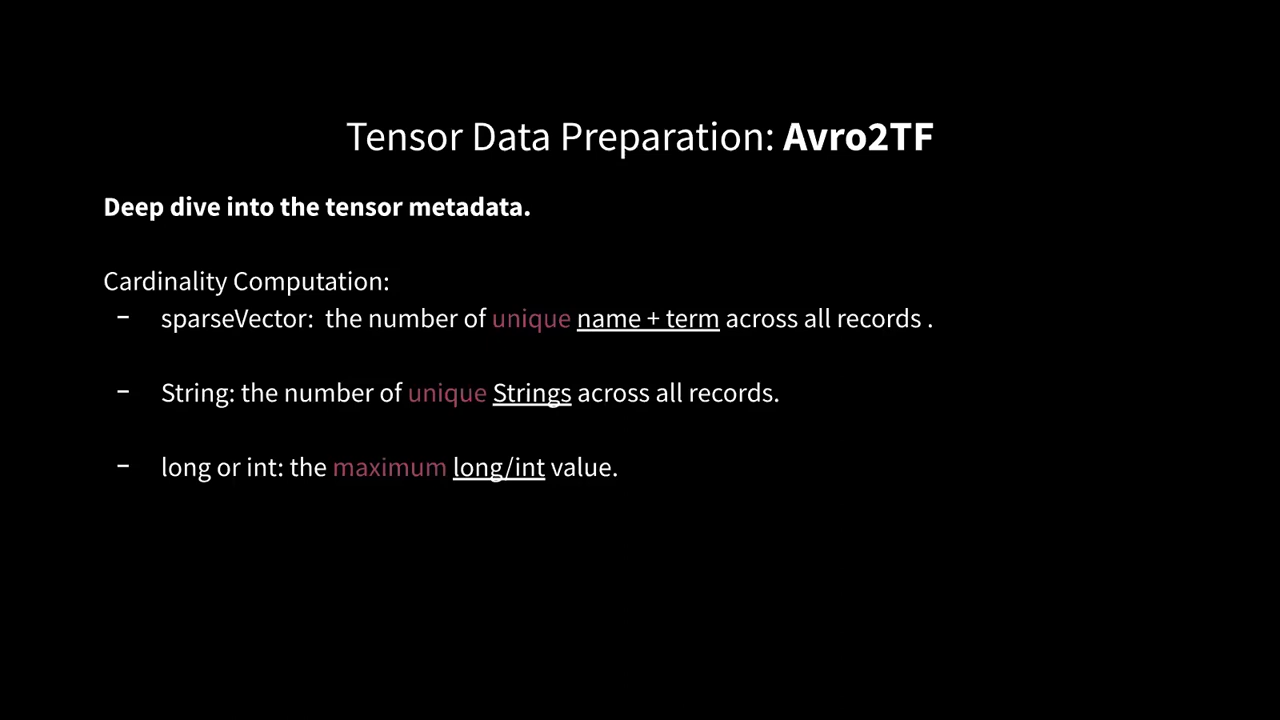 Tensor Data Preparation: Avro2TF
Deep dive into the tensor metadata.
Cardinality Computation:
- sparseVector: the number of unique name + term across all records .
- String: the number of unique Strings across all records.
- long or int: the maximum long/int value.